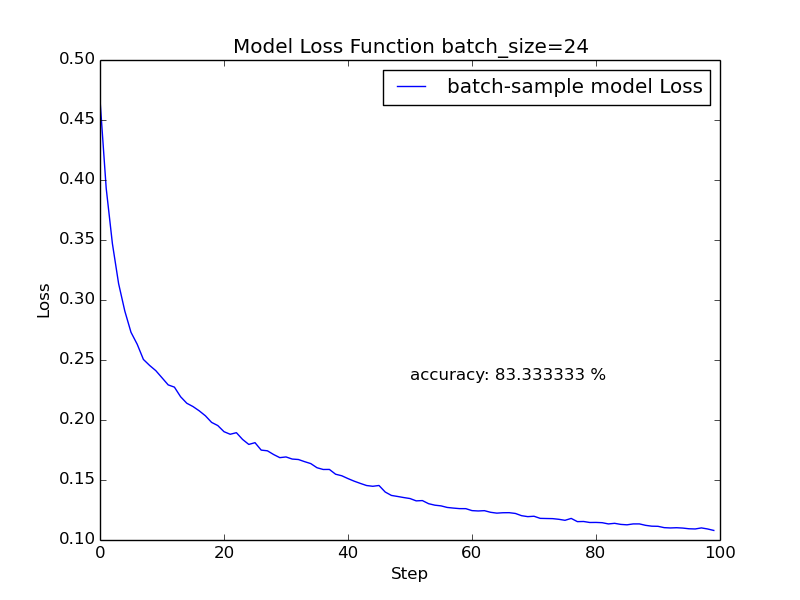 Model Loss Function batch_size=24
batch-sample model Loss
0.50
0.45
0.40
0.35
0.30
0.25
0.20
0.15
0.10
Loss
accuracy: 83.333333 %
0 20 40 60 80 100
Step